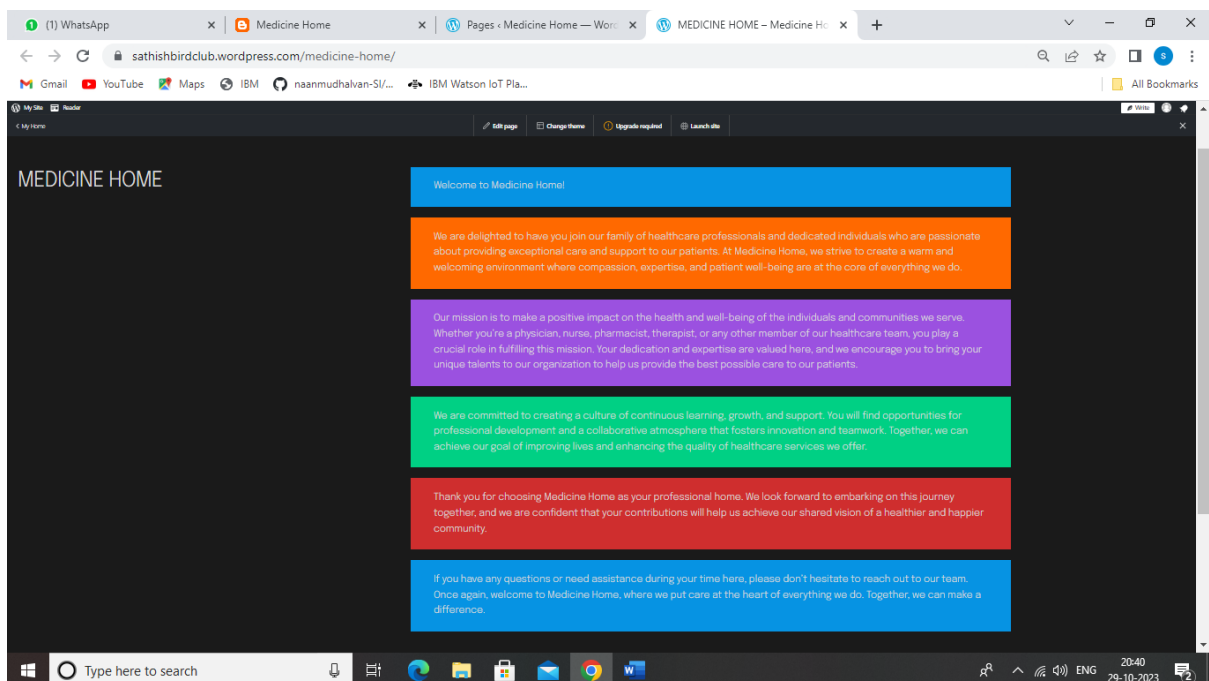 (1) WhatsApp
Medicine Home
Pages ‹ Medicine Home — Word
MEDICINE HOME – Medicine Ho
sathishbirdclub.wordpress.com/medicine-home/
Gmail YouTube Maps IBM naanmudhalvan-SI/... IBM Watson IoT Pla... All Bookmarks
My Site Reader Write
My Home Edit page Change theme Upgrade required Launch site
MEDICINE HOME
Welcome to Medicine Home!
We are delighted to have you join our family of healthcare professionals and dedicated individuals who are passionate
about providing exceptional care and support to our patients. At Medicine Home, we strive to create a warm and
welcoming environment where compassion, expertise, and patient well-being are at the core of everything we do.
Our mission is to make a positive impact on the health and well-being of the individuals and communities we serve.
Whether you're a physician, nurse, pharmacist, therapist, or any other member of our healthcare team, you play a
crucial role in fulfilling this mission. Your dedication and expertise are valued here, and we encourage you to bring your
unique talents to our organization to help us provide the best possible care to our patients.
We are committed to creating a culture of continuous learning, growth, and support. You will find opportunities for
professional development and a collaborative atmosphere that fosters innovation and teamwork. Together, we can
achieve our goal of improving lives and enhancing the quality of healthcare services we offer.
Thank you for choosing Medicine Home as your professional home. We look forward to embarking on this journey
together, and we are confident that your contributions will help us achieve our shared vision of a healthier and happier
community.
If you have any questions or need assistance during your time here, please don't hesitate to reach out to our team.
Once again, welcome to Medicine Home, where we put care at the heart of everything we do. Together, we can make a
difference.
Type here to search
ENG
20:40
29-10-2023
2